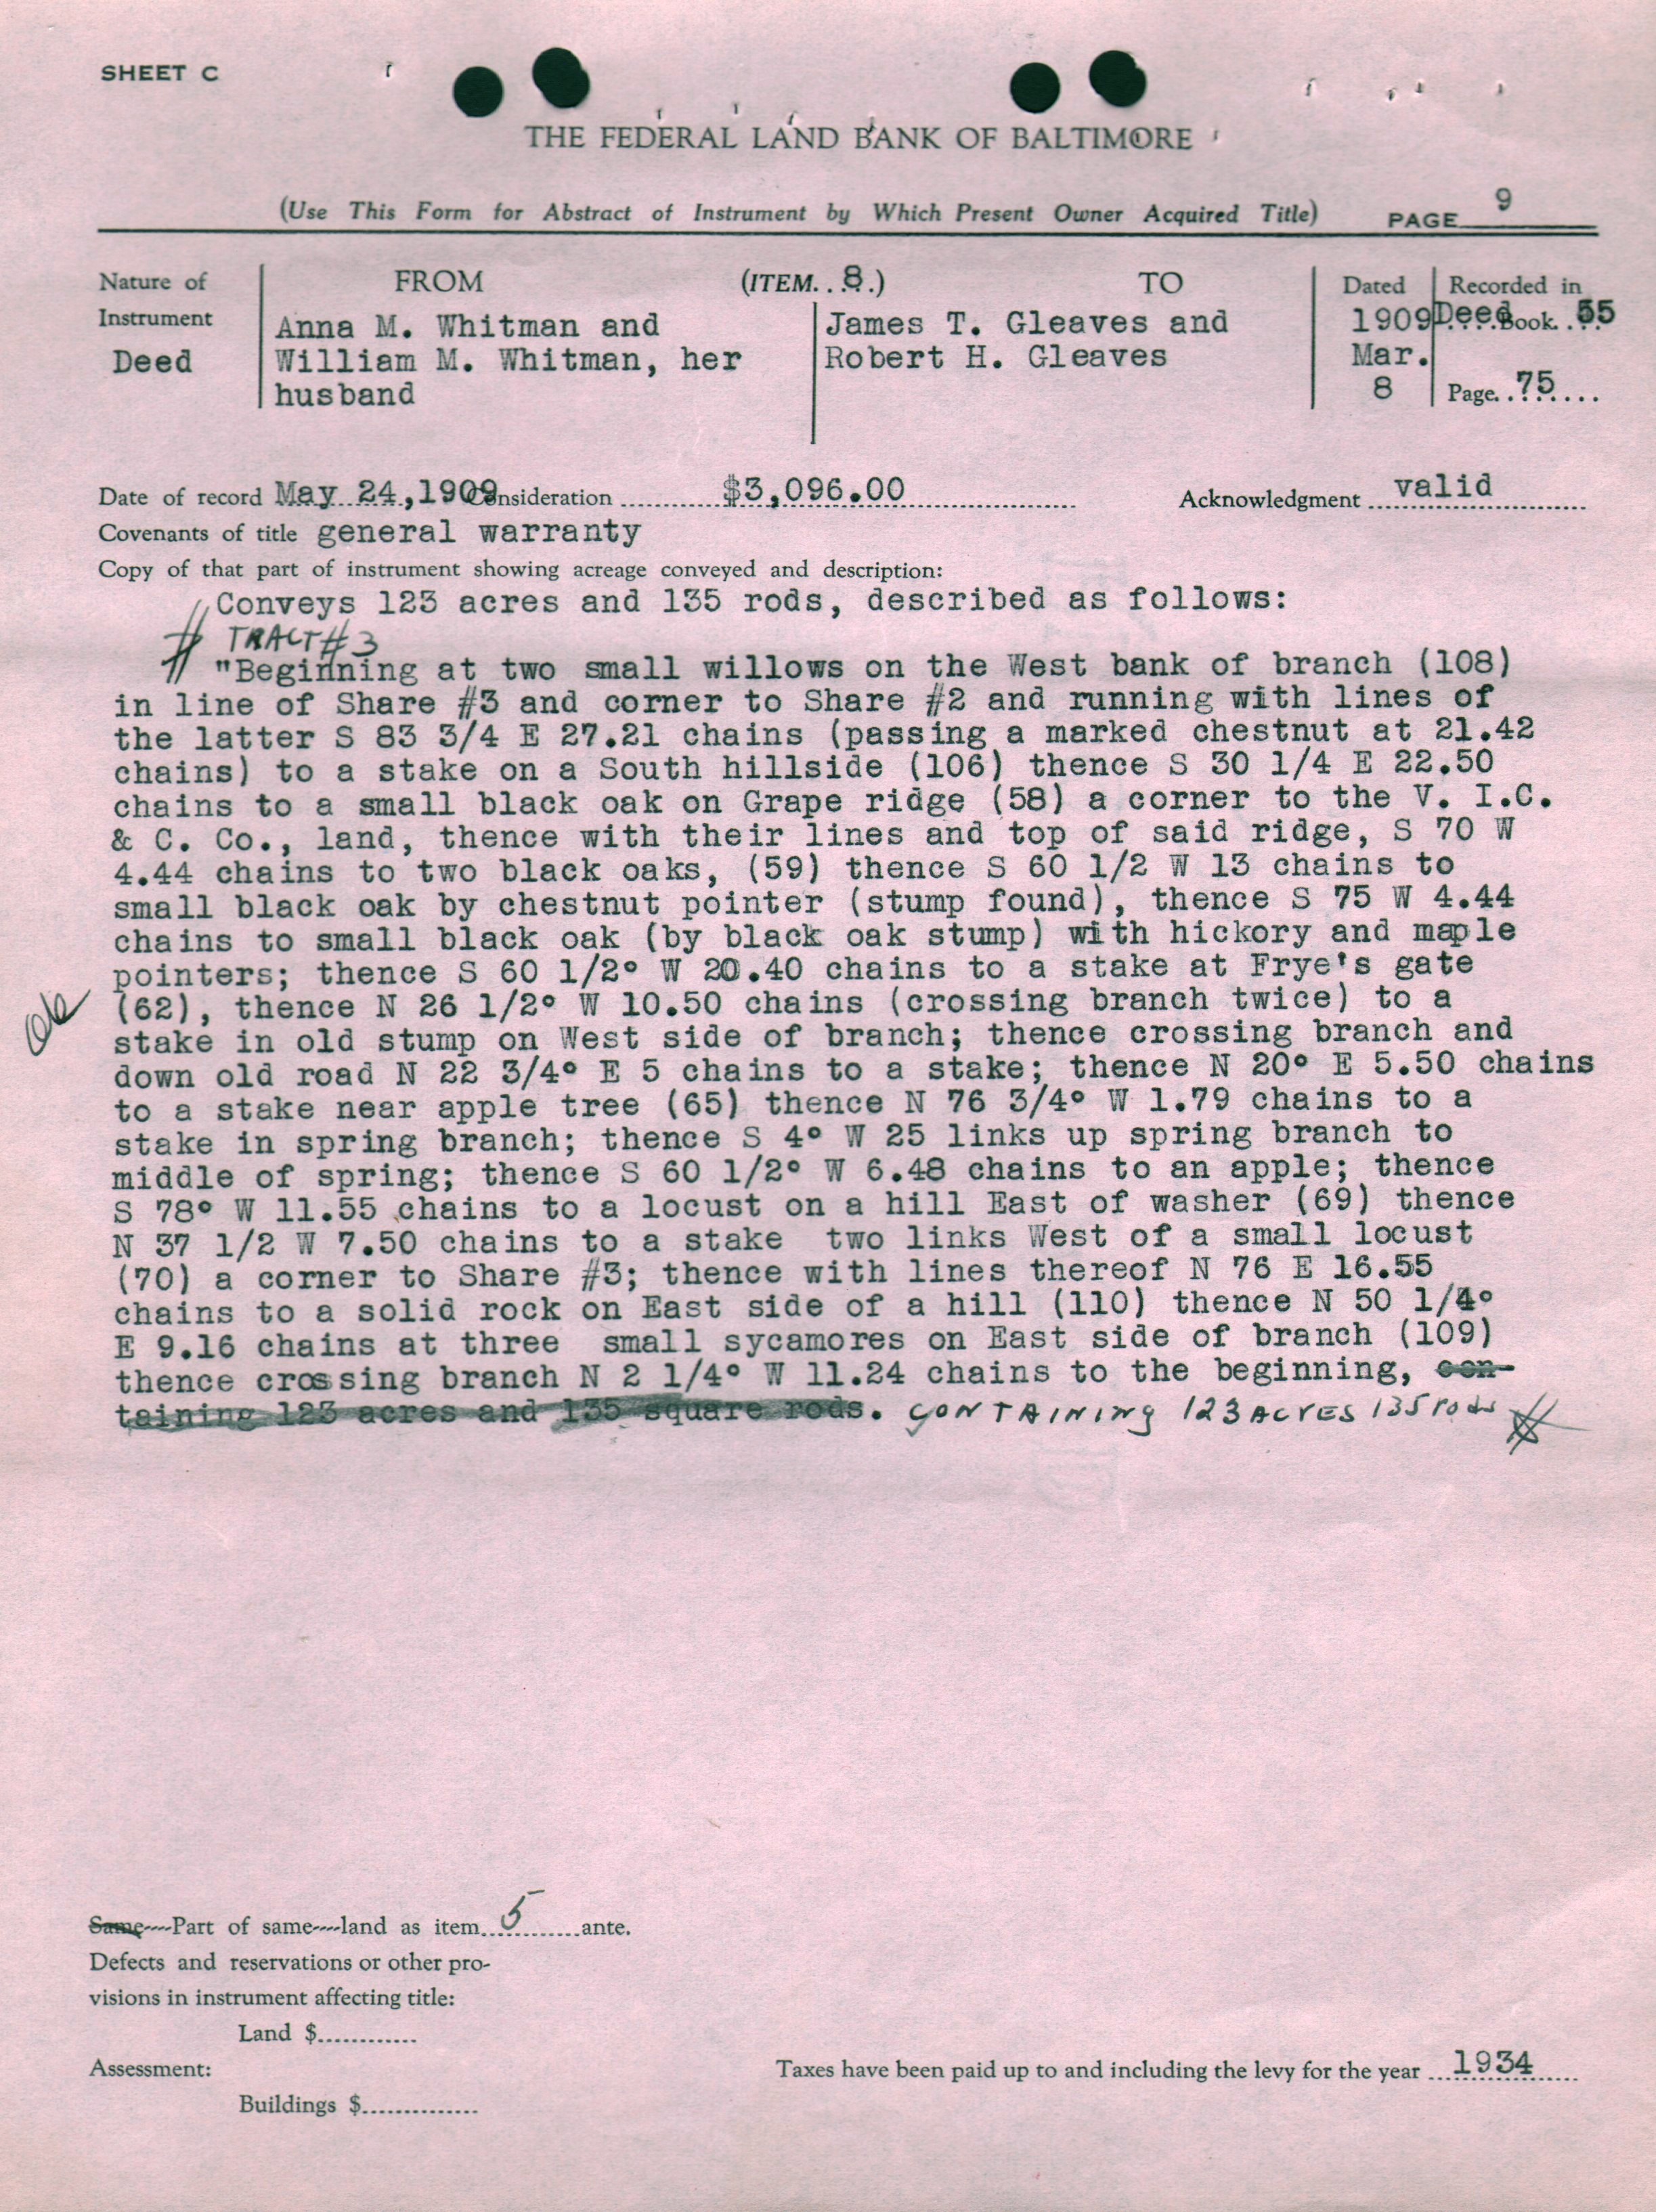 SHEET C
THE FEDERAL LAND BANK OF BALTIMORE
(Use This Form for Abstract of Instrument by Which Present Owner Acquired Title) PAGE 9
Nature of FROM (ITEM. . 8. .) TO Dated Recorded in
Instrument Anna M. Whitman and James T. Gleaves and 1909 Deed Book 55
Deed William M. Whitman, her Robert H. Gleaves Mar.
husband 8 Page 75
Date of record May 24,1909 Consideration $3,096.00 Acknowledgment valid
Covenants of title general warranty
Copy of that part of instrument showing acreage conveyed and description:
Conveys 123 acres and 135 rods, described as follows:
# TRACT #3
"Beginning at two small willows on the West bank of branch (108)
in line of Share #3 and corner to Share #2 and running with lines of
the latter S 83 3/4 E 27.21 chains (passing a marked chestnut at 21.42
chains) to a stake on a South hillside (106) thence S 30 1/4 E 22.50
chains to a small black oak on Grape ridge (58) a corner to the V. I.C.
& C. Co., land, thence with their lines and top of said ridge, S 70 W
4.44 chains to two black oaks, (59) thence S 60 1/2 W 13 chains to
small black oak by chestnut pointer (stump found), thence S 75 W 4.44
chains to small black oak (by black oak stump) with hickory and maple
pointers; thence S 60 1/2° W 20.40 chains to a stake at Frye's gate
ok (62), thence N 26 1/2° W 10.50 chains (crossing branch twice) to a
stake in old stump on West side of branch; thence crossing branch and
down old road N 22 3/4° E 5 chains to a stake; thence N 20° E 5.50 chains
to a stake near apple tree (65) thence N 76 3/4° W 1.79 chains to a
stake in spring branch; thence S 4° W 25 links up spring branch to
middle of spring; thence S 60 1/2° W 6.48 chains to an apple; thence
S 78° W 11.55 chains to a locust on a hill East of washer (69) thence
N 37 1/2 W 7.50 chains to a stake two links West of a small locust
(70) a corner to Share #3; thence with lines thereof N 76 E 16.55
chains to a solid rock on East side of a hill (110) thence N 50 1/4°
E 9.16 chains at three small sycamores on East side of branch (109)
thence crossing branch N 2 1/4° W 11.24 chains to the beginning, con-
taining 123 acres and 135 square rods. CONTAINING 123 ACRES 135 rods #
Same----Part of same----land as item 5 ante.
Defects and reservations or other pro-
visions in instrument affecting title:
Land $
Assessment: Taxes have been paid up to and including the levy for the year 1934
Buildings $